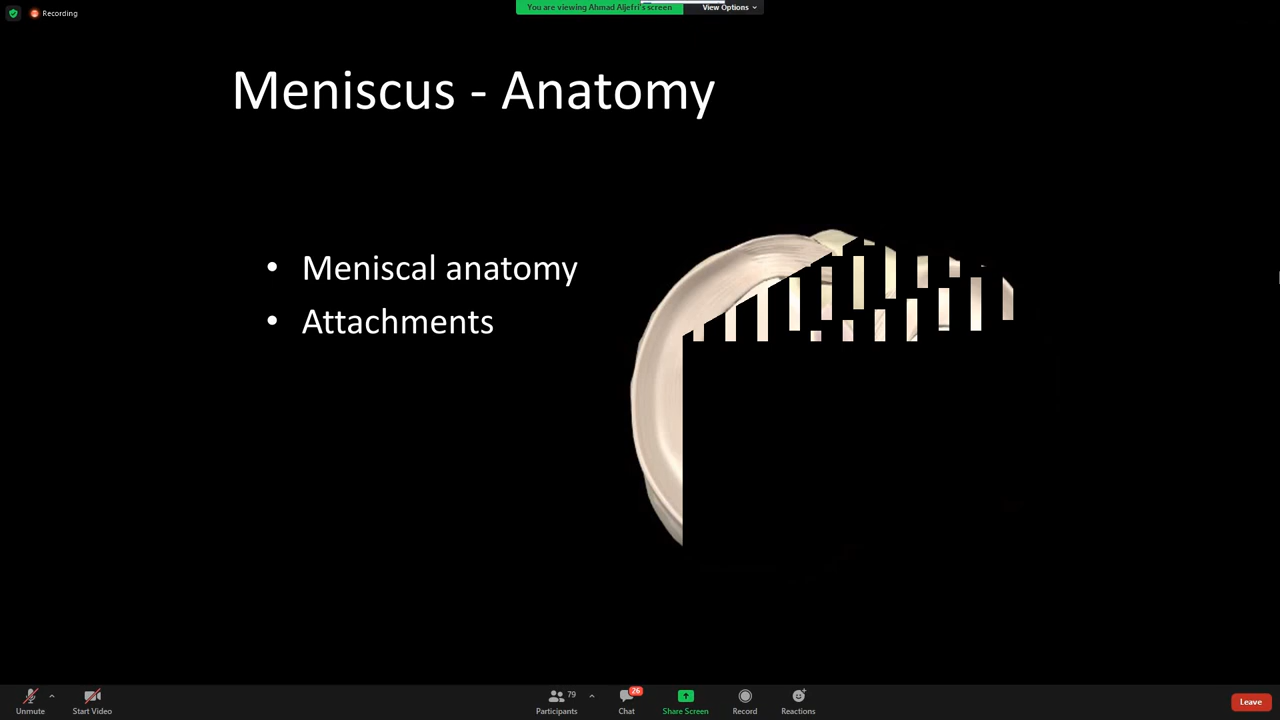 Recording
You are viewing Ahmad Aljefri's screen
View Options
Meniscus - Anatomy
• Meniscal anatomy
• Attachments
Unmute
Start Video
79
Participants
26
Chat
Share Screen
Record
Reactions
Leave